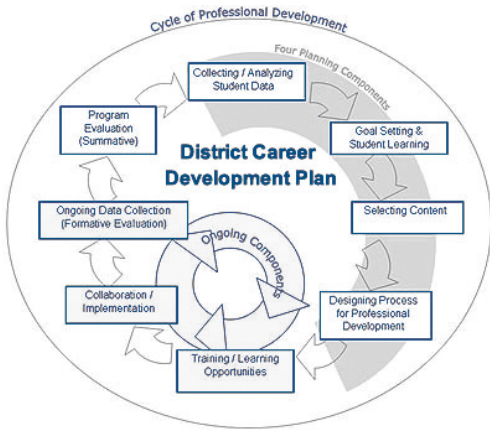 Cycle of Professional Development
Four Planning Components
Collecting / Analyzing
Student Data
Goal Setting &
Student Learning
Selecting Content
Designing Process
for Professional
Development
Training / Learning
Opportunities
Collaboration /
Implementation
Ongoing Data Collection
(Formative Evaluation)
Program
Evaluation
(Summative)
District Career
Development Plan
Ongoing Components